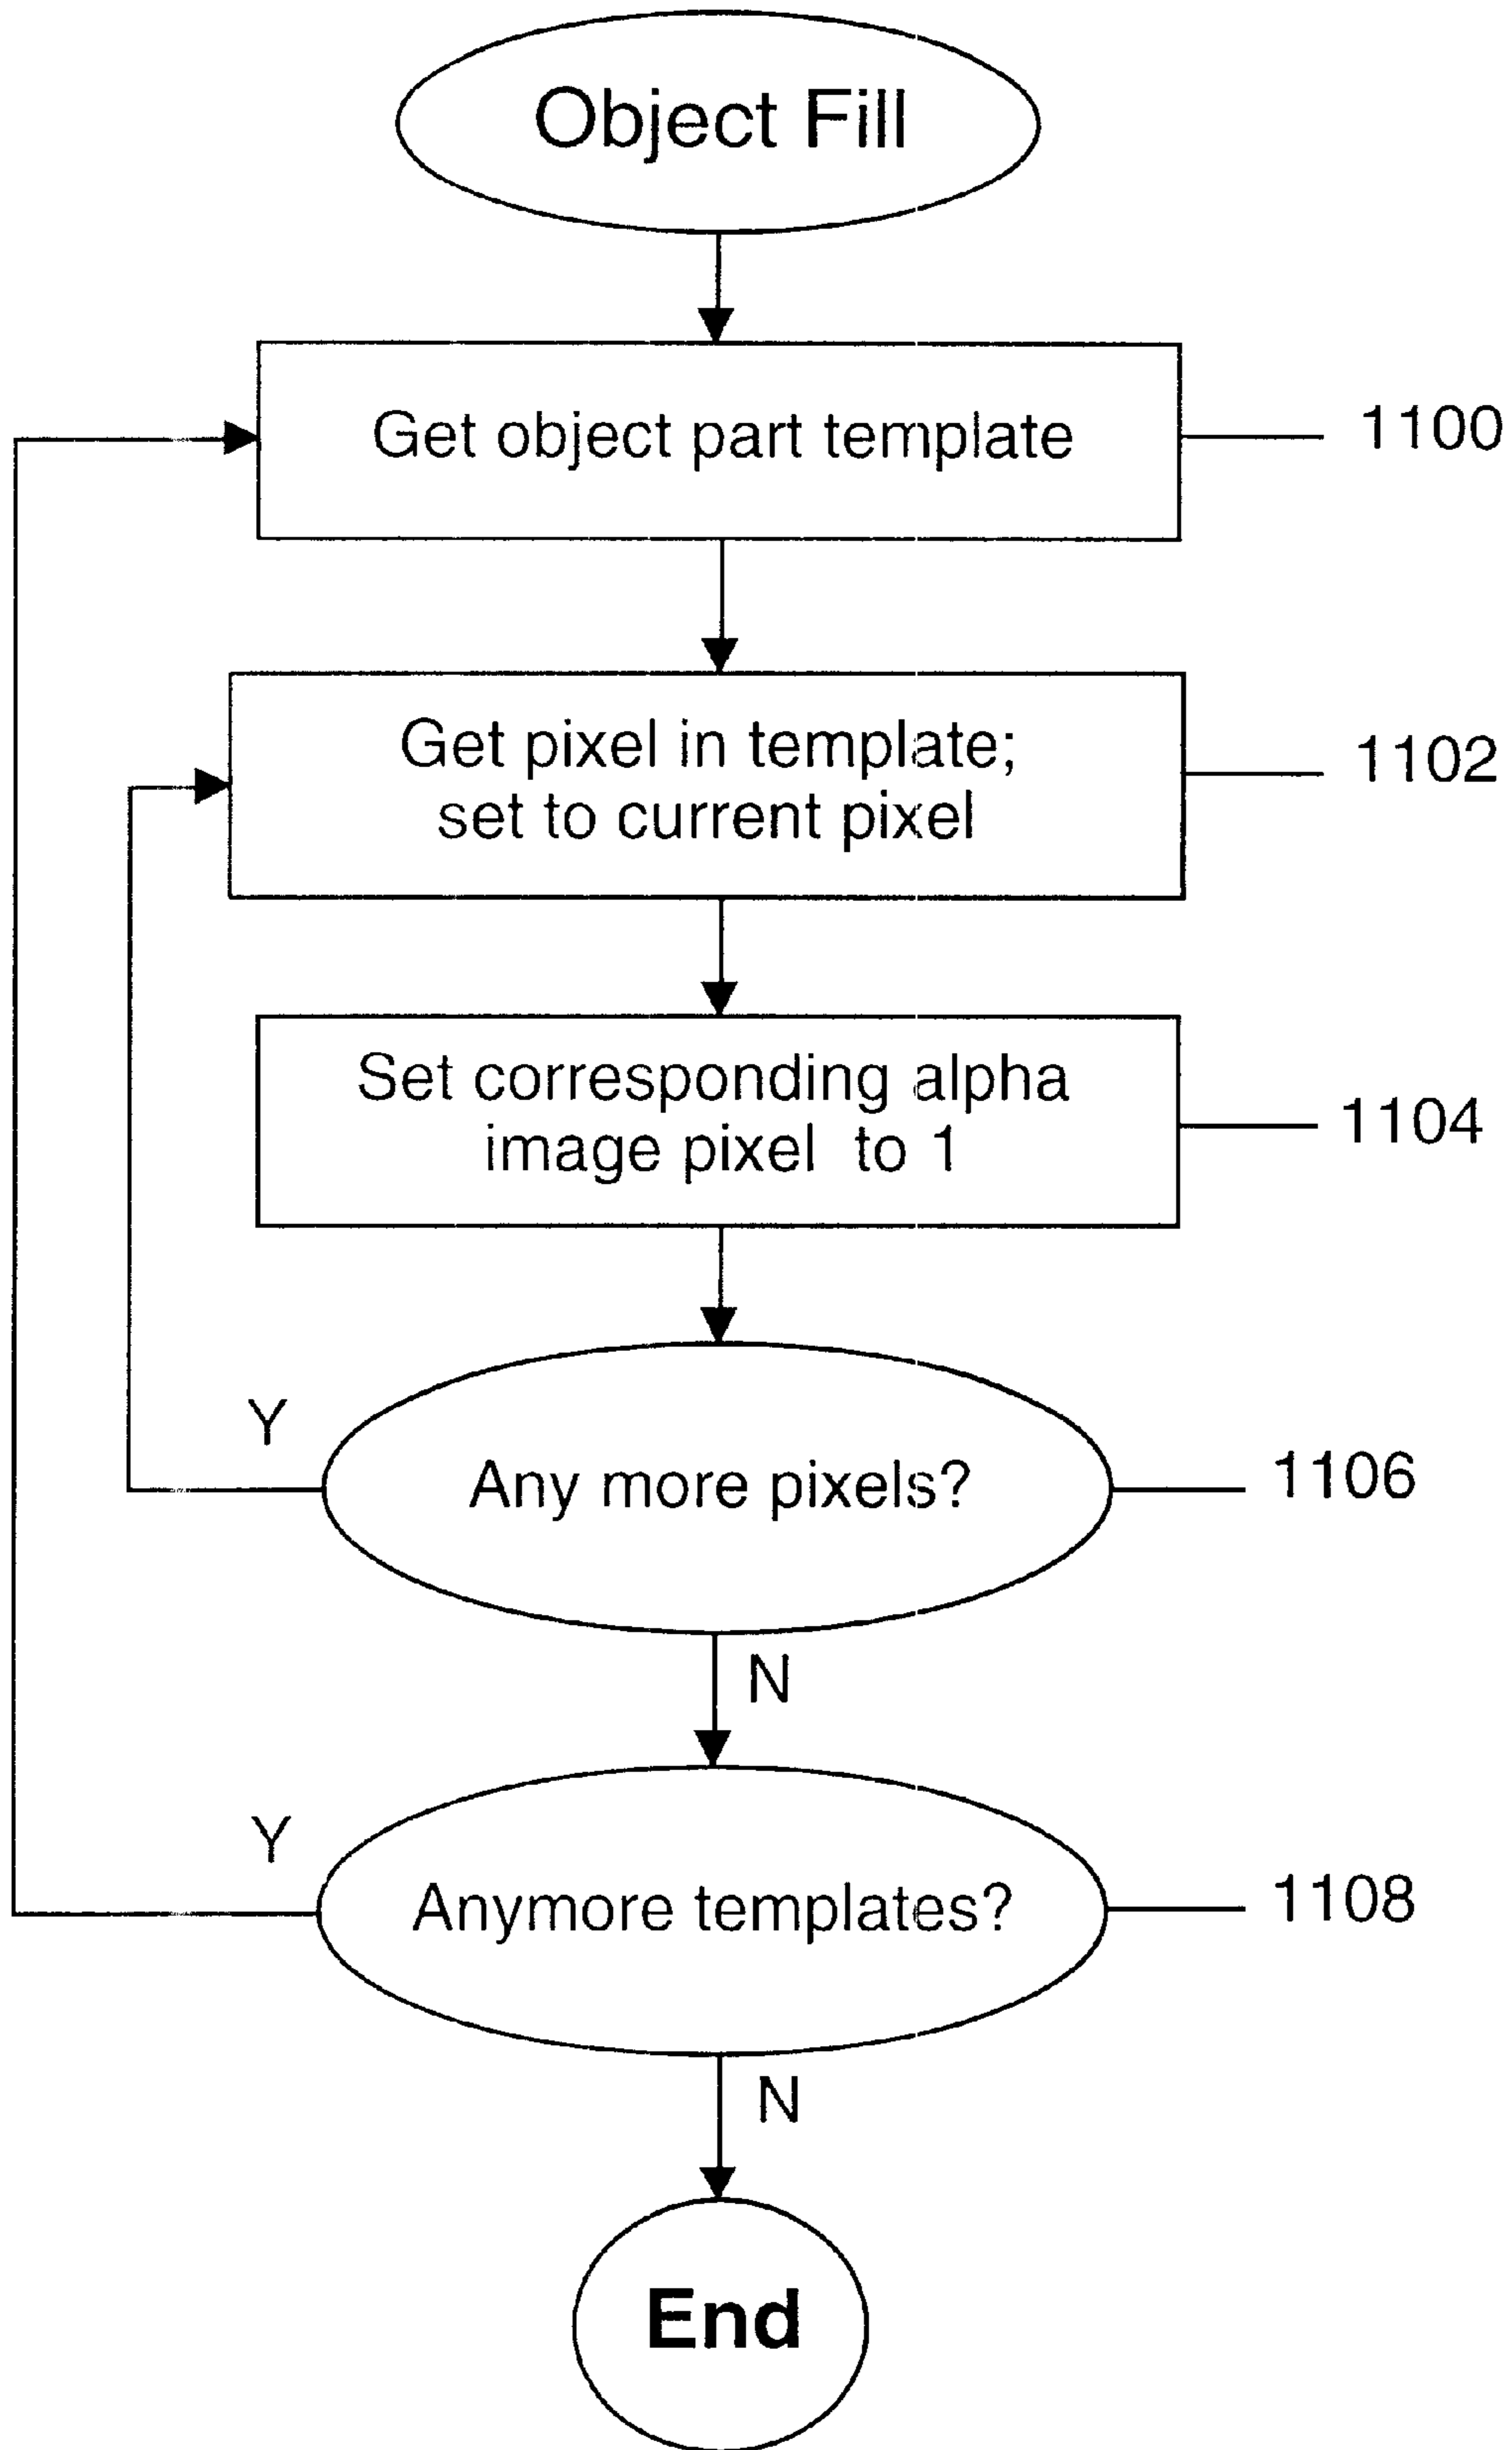 Object Fill
Get object part template
1100
Get pixel in template;
set to current pixel
1102
Set corresponding alpha
image pixel to 1
1104
Y
Any more pixels?
1106
N
Y
Anymore templates?
1108
N
End